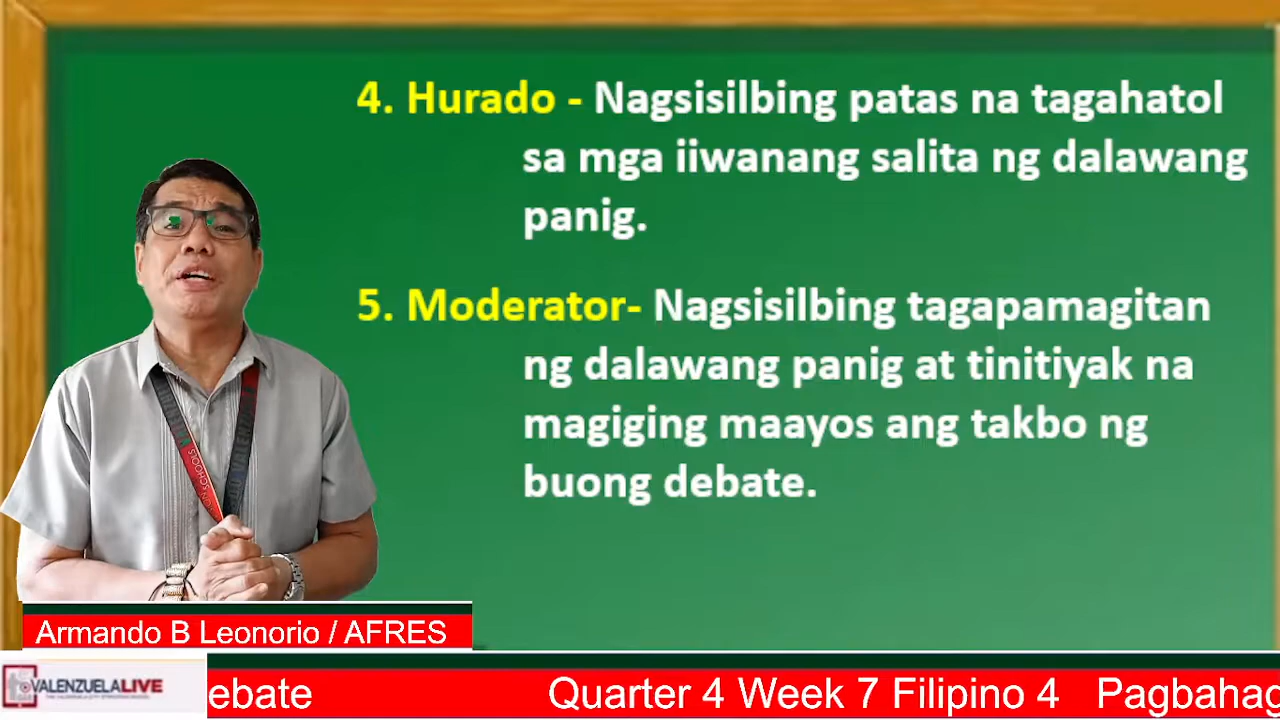 4. Hurado - Nagsisilbing patas na tagahatol
sa mga iiwanang salita ng dalawang
panig.
5. Moderator- Nagsisilbing tagapamagitan
ng dalawang panig at tinitiyak na
magiging maayos ang takbo ng
buong debate.
Armando B Leonorio / AFRES
VALENZUELALIVE
ebate Quarter 4 Week 7 Filipino 4 Pagbahag